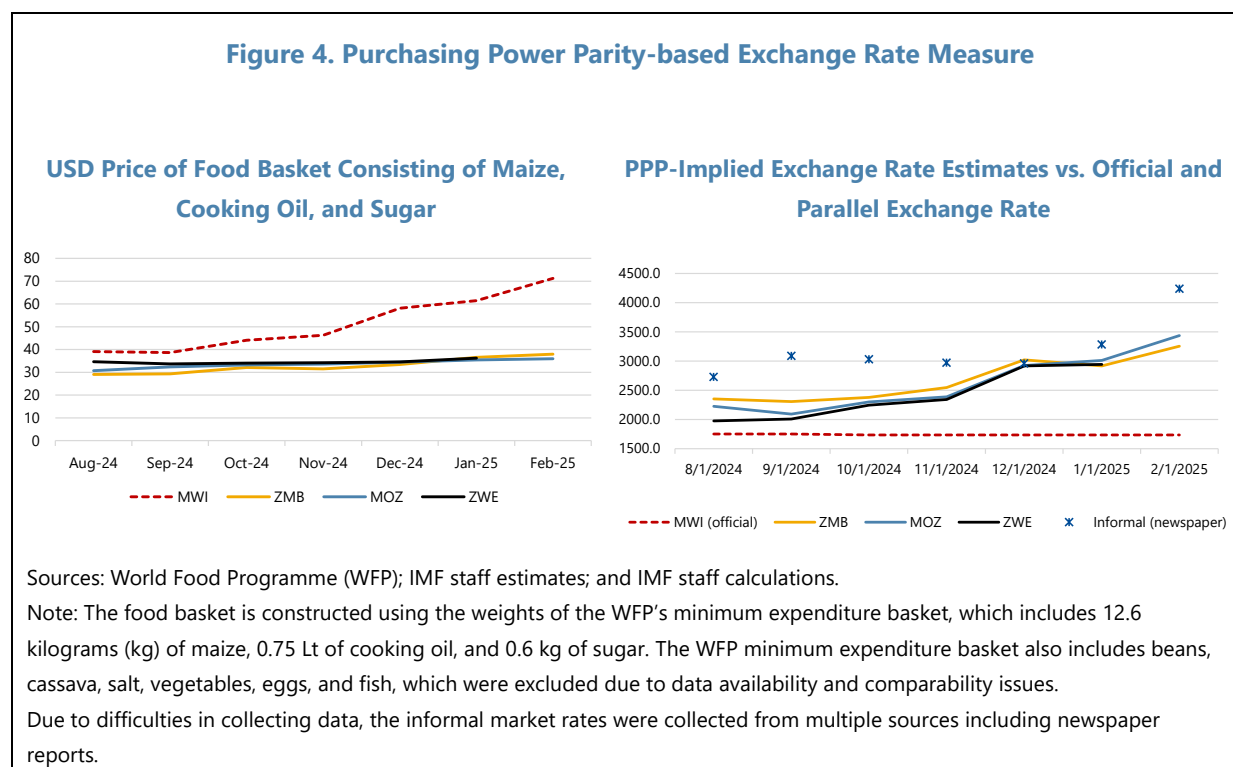 Figure 4. Purchasing Power Parity-based Exchange Rate Measure
USD Price of Food Basket Consisting of Maize,
Cooking Oil, and Sugar
80
70
60
50
40
30
20
10
0
Aug-24 Sep-24 Oct-24 Nov-24 Dec-24 Jan-25 Feb-25
MWI ZMB MOZ ZWE
PPP-Implied Exchange Rate Estimates vs. Official and
Parallel Exchange Rate
4500.0
4000.0
3500.0
3000.0
2500.0
2000.0
1500.0
8/1/2024 9/1/2024 10/1/2024 11/1/2024 12/1/2024 1/1/2025 2/1/2025
MWI (official) ZMB MOZ ZWE Informal (newspaper)
Sources: World Food Programme (WFP); IMF staff estimates; and IMF staff calculations.
Note: The food basket is constructed using the weights of the WFP’s minimum expenditure basket, which includes 12.6
kilograms (kg) of maize, 0.75 Lt of cooking oil, and 0.6 kg of sugar. The WFP minimum expenditure basket also includes beans,
cassava, salt, vegetables, eggs, and fish, which were excluded due to data availability and comparability issues.
Due to difficulties in collecting data, the informal market rates were collected from multiple sources including newspaper
reports.